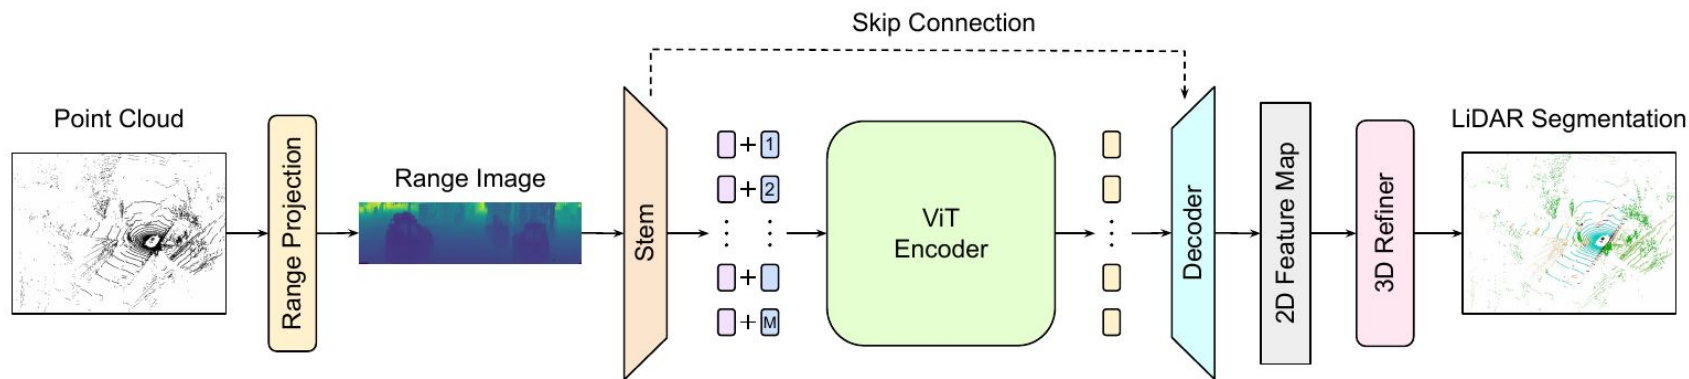 Skip Connection
Point Cloud
Range Projection
Range Image
Stem
+ 1
+ 2
+
+ M
ViT
Encoder
Decoder
2D Feature Map
3D Refiner
LiDAR Segmentation